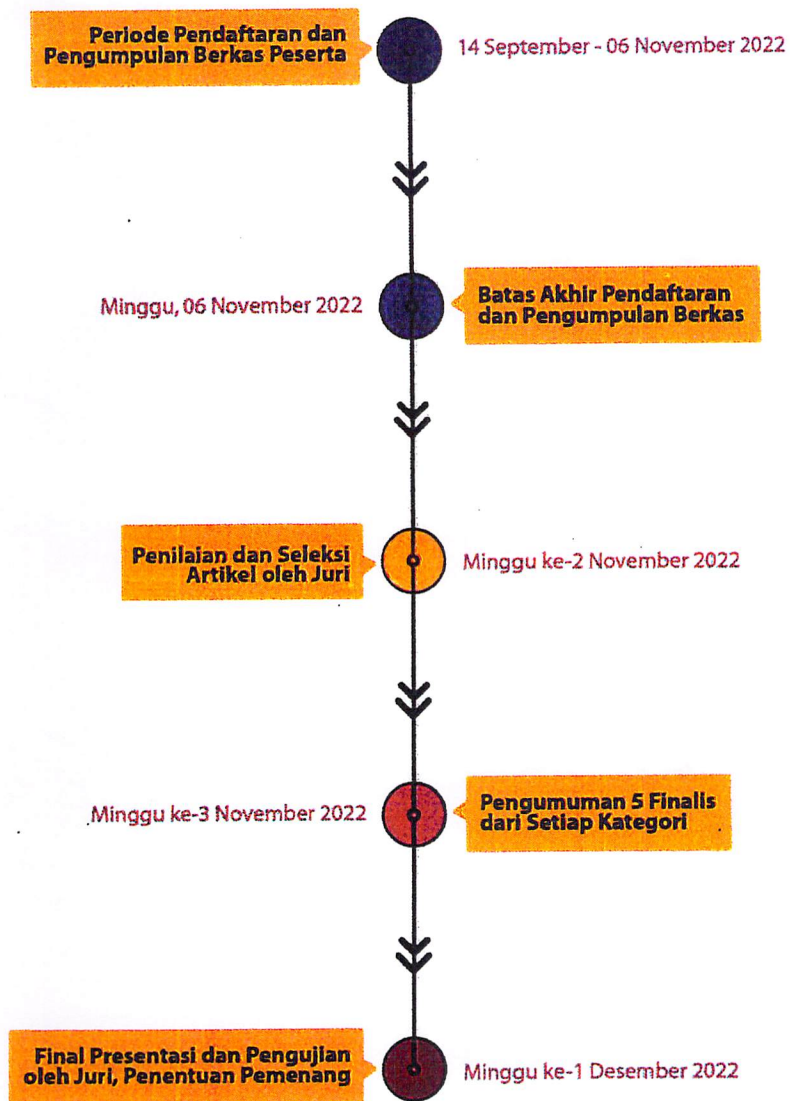 Periode Pendaftaran dan
Pengumpulan Berkas Peserta
14 September - 06 November 2022
Minggu, 06 November 2022
Batas Akhir Pendaftaran
dan Pengumpulan Berkas
Penilaian dan Seleksi
Artikel oleh Juri
Minggu ke-2 November 2022
Minggu ke-3 November 2022
Pengumuman 5 Finalis
dari Setiap Kategori
Final Presentasi dan Pengujian
oleh Juri, Penentuan Pemenang
Minggu ke-1 Desember 2022